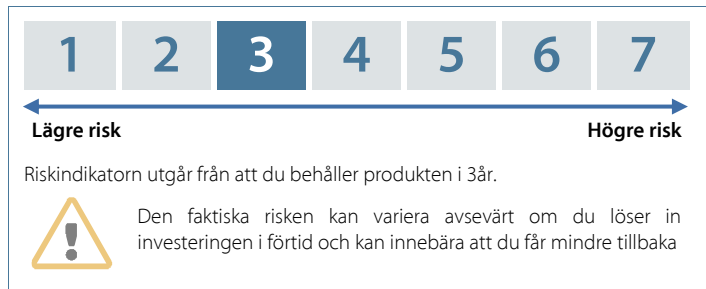 1 2 3 4 5 6 7
Lägre risk Högre risk
Riskindikatorn utgår från att du behåller produkten i 3år.
Den faktiska risken kan variera avsevärt om du löser in
investeringen i förtid och kan innebära att du får mindre tillbaka